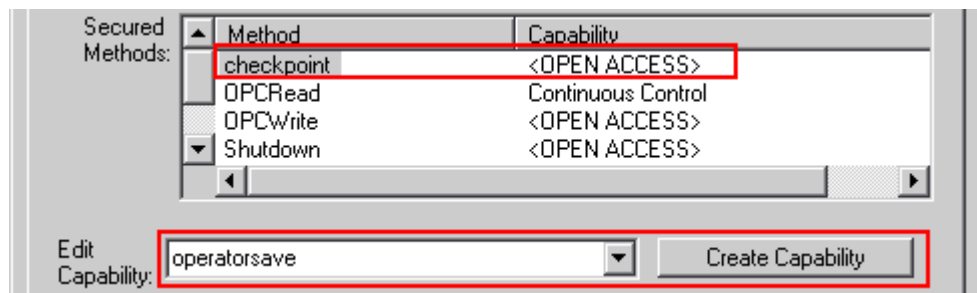 Secured
Methods:
Method Capability
checkpoint <OPEN ACCESS>
OPCRead Continuous Control
OPCWrite <OPEN ACCESS>
Shutdown <OPEN ACCESS>
Edit
Capability:
operatorsave
Create Capability